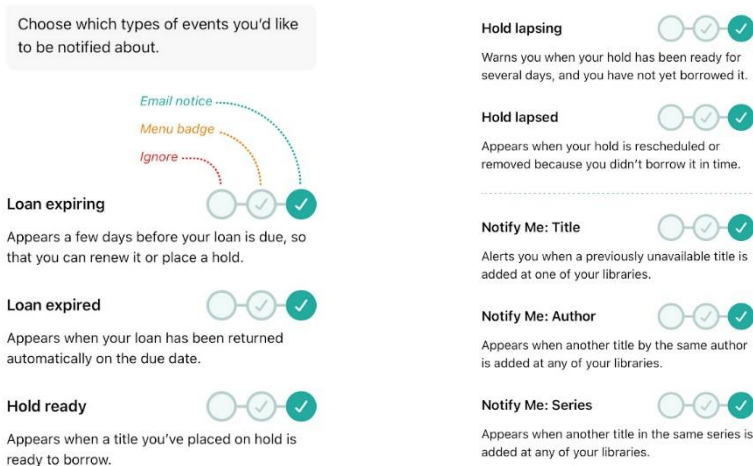 Choose which types of events you'd like
to be notified about.
Email notice
Menu badge
Ignore
Loan expiring
Appears a few days before your loan is due, so
that you can renew it or place a hold.
Loan expired
Appears when your loan has been returned
automatically on the due date.
Hold ready
Appears when a title you've placed on hold is
ready to borrow.
Hold lapsing
Warns you when your hold has been ready for
several days, and you have not yet borrowed it.
Hold lapsed
Appears when your hold is rescheduled or
removed because you didn't borrow it in time.
Notify Me: Title
Alerts you when a previously unavailable title is
added at one of your libraries.
Notify Me: Author
Appears when another title by the same author
is added at any of your libraries.
Notify Me: Series
Appears when another title in the same series is
added at any of your libraries.